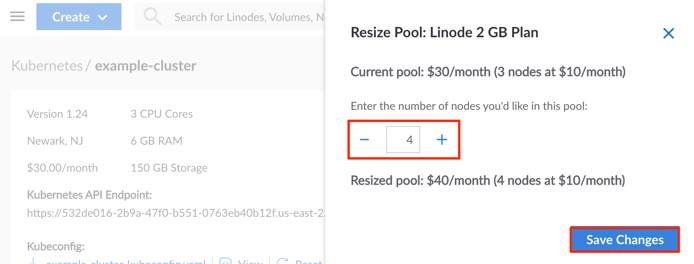 Create
Search for Linodes, Volumes, N
Kubernetes / example-cluster
Version 1.24
3 CPU Cores
Newark, NJ
6 GB RAM
$30.00/month
150 GB Storage
Kubernetes API Endpoint:
https://532de016-2b9a-47f0-b551-0763eb40b12f.us-east-2
Kubeconfig:
example-cluster-kubeconfig.yaml
View
Reset
Resize Pool: Linode 2 GB Plan
Current pool: $30/month (3 nodes at $10/month)
Enter the number of nodes you'd like in this pool:
− 4 +
Resized pool: $40/month (4 nodes at $10/month)
Save Changes